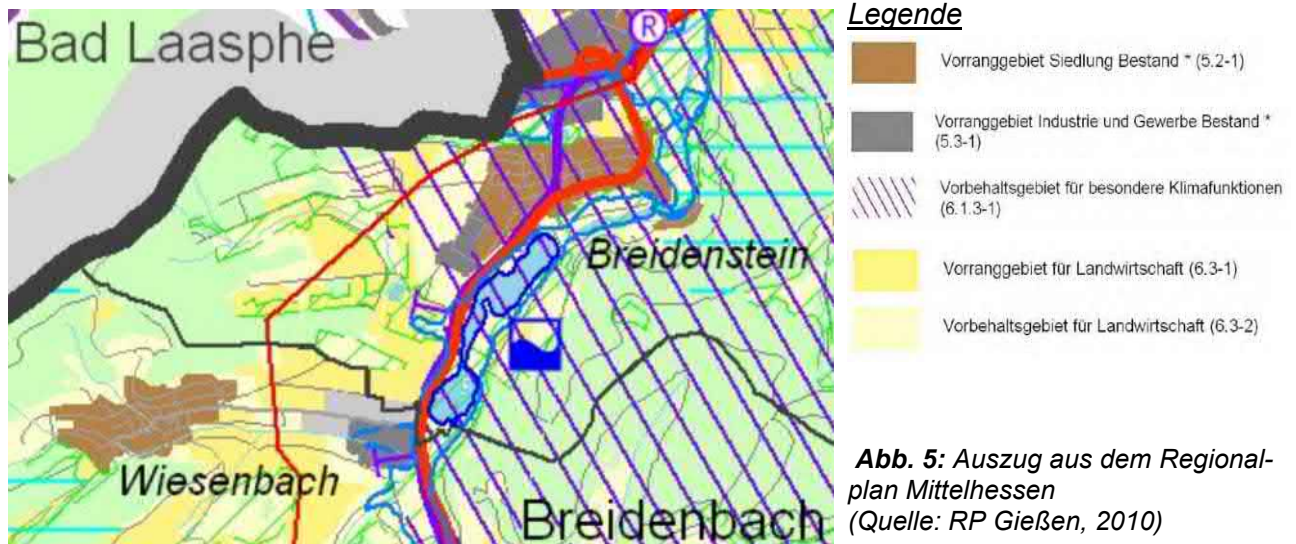 Bad Laasphe
R
Breidenstein
Wiesenbach
Breidenbach
Legende
Vorranggebiet Siedlung Bestand * (5.2-1)
Vorranggebiet Industrie und Gewerbe Bestand *
(5.3-1)
Vorbehaltsgebiet für besondere Klimafunktionen
(6.1.3-1)
Vorranggebiet für Landwirtschaft (6.3-1)
Vorbehaltsgebiet für Landwirtschaft (6.3-2)
Abb. 5: Auszug aus dem Regional-
plan Mittelhessen
(Quelle: RP Gießen, 2010)